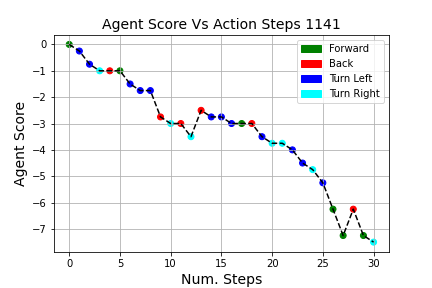 Agent Score Vs Action Steps 1141
Forward
Back
Turn Left
Turn Right
Agent Score
0
−1
−2
−3
−4
−5
−6
−7
0 5 10 15 20 25 30
Num. Steps